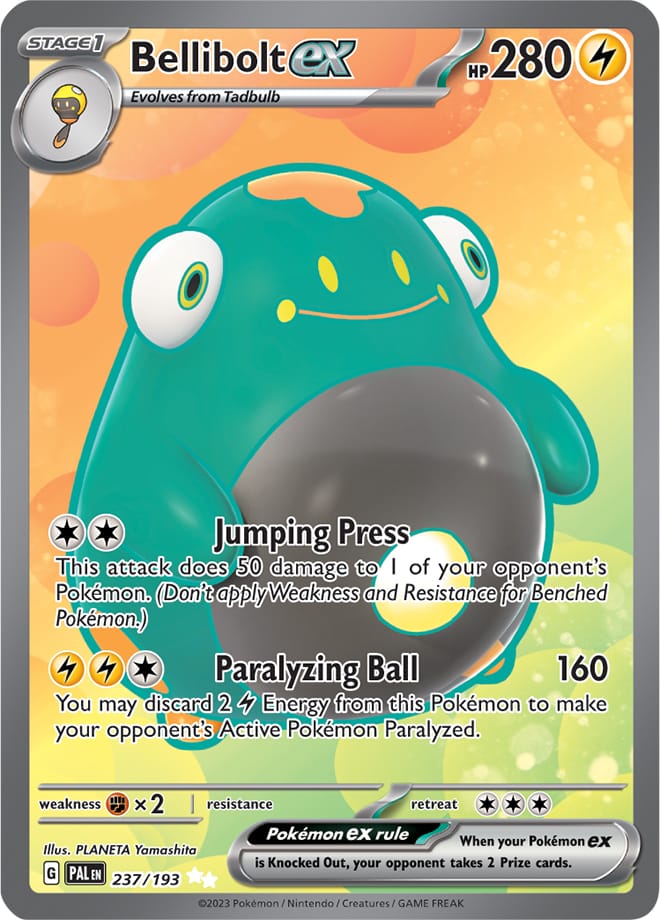 STAGE1
Bellibolt ex
HP 280
Evolves from Tadbulb
Jumping Press
This attack does 50 damage to 1 of your opponent's
Pokémon. (Don't apply Weakness and Resistance for Benched
Pokémon.)
Paralyzing Ball 160
You may discard 2 Energy from this Pokémon to make
your opponent's Active Pokémon Paralyzed.
weakness ×2 resistance retreat
Pokémon ex rule
When your Pokémon ex
is Knocked Out, your opponent takes 2 Prize cards.
Illus. PLANETA Yamashita
G PAL EN 237/193
©2023 Pokémon / Nintendo / Creatures / GAME FREAK